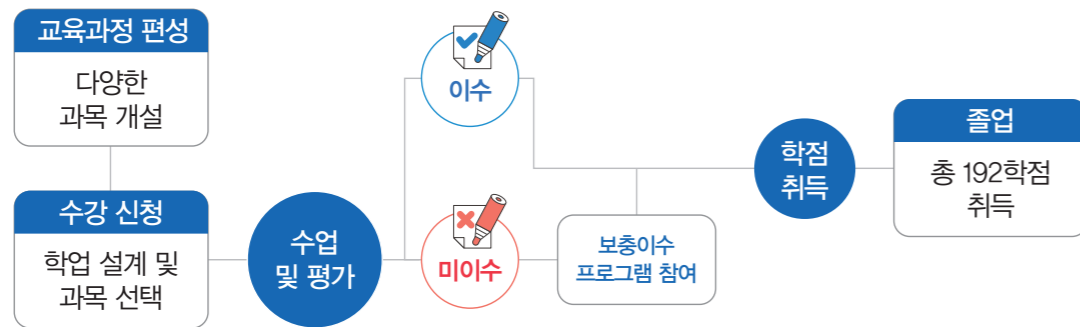 교육과정 편성
다양한
과목 개설
수강 신청
학업 설계 및
과목 선택
수업
및 평가
이수
미이수
보충이수
프로그램 참여
학점
취득
졸업
총 192학점
취득